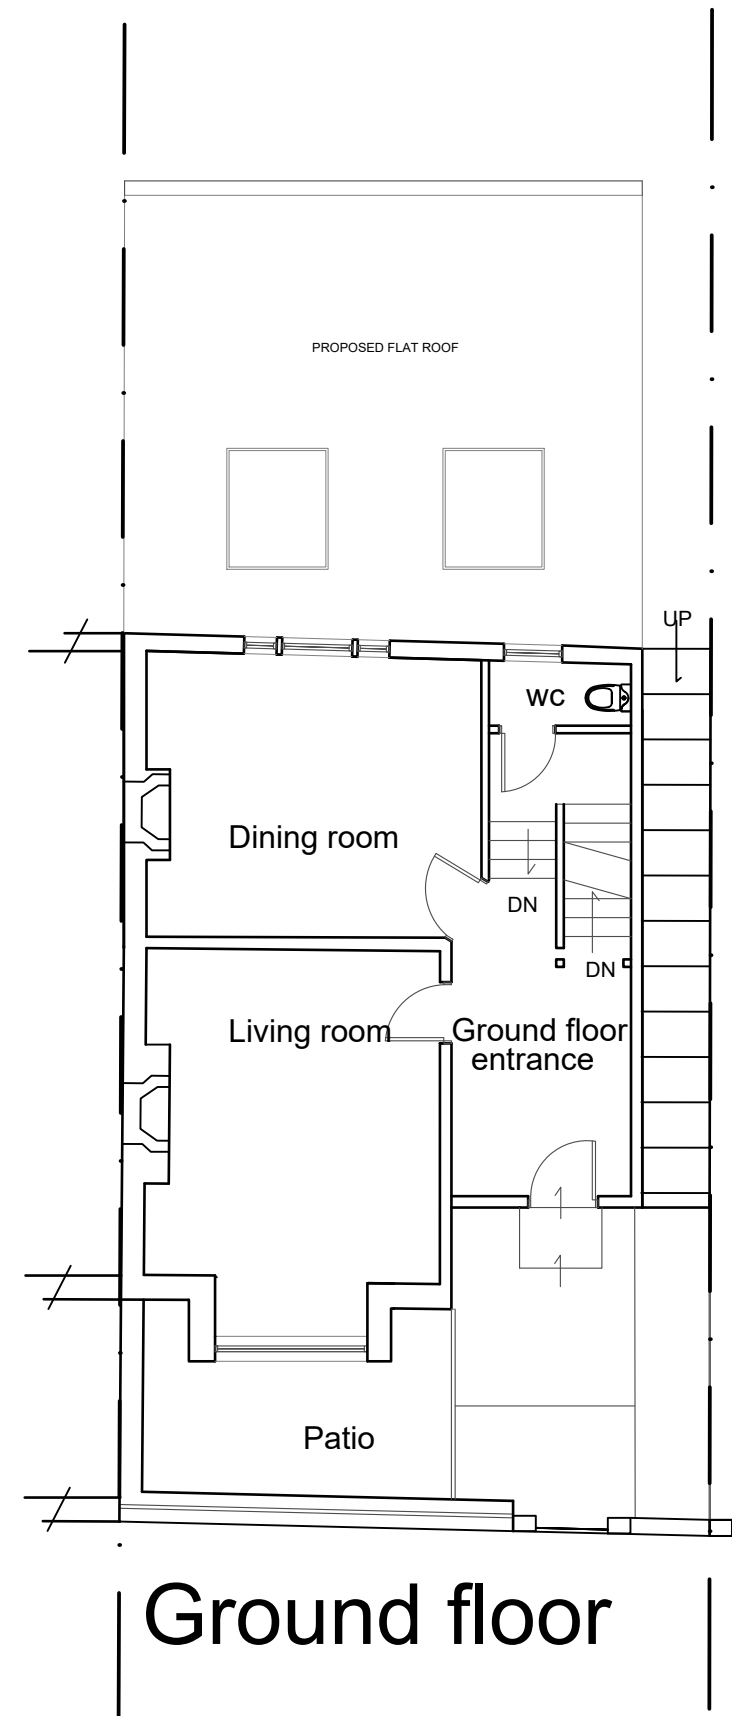 PROPOSED FLAT ROOF
UP
WC
Dining room
DN
DN
Living room
Ground floor
entrance
Patio
Ground floor